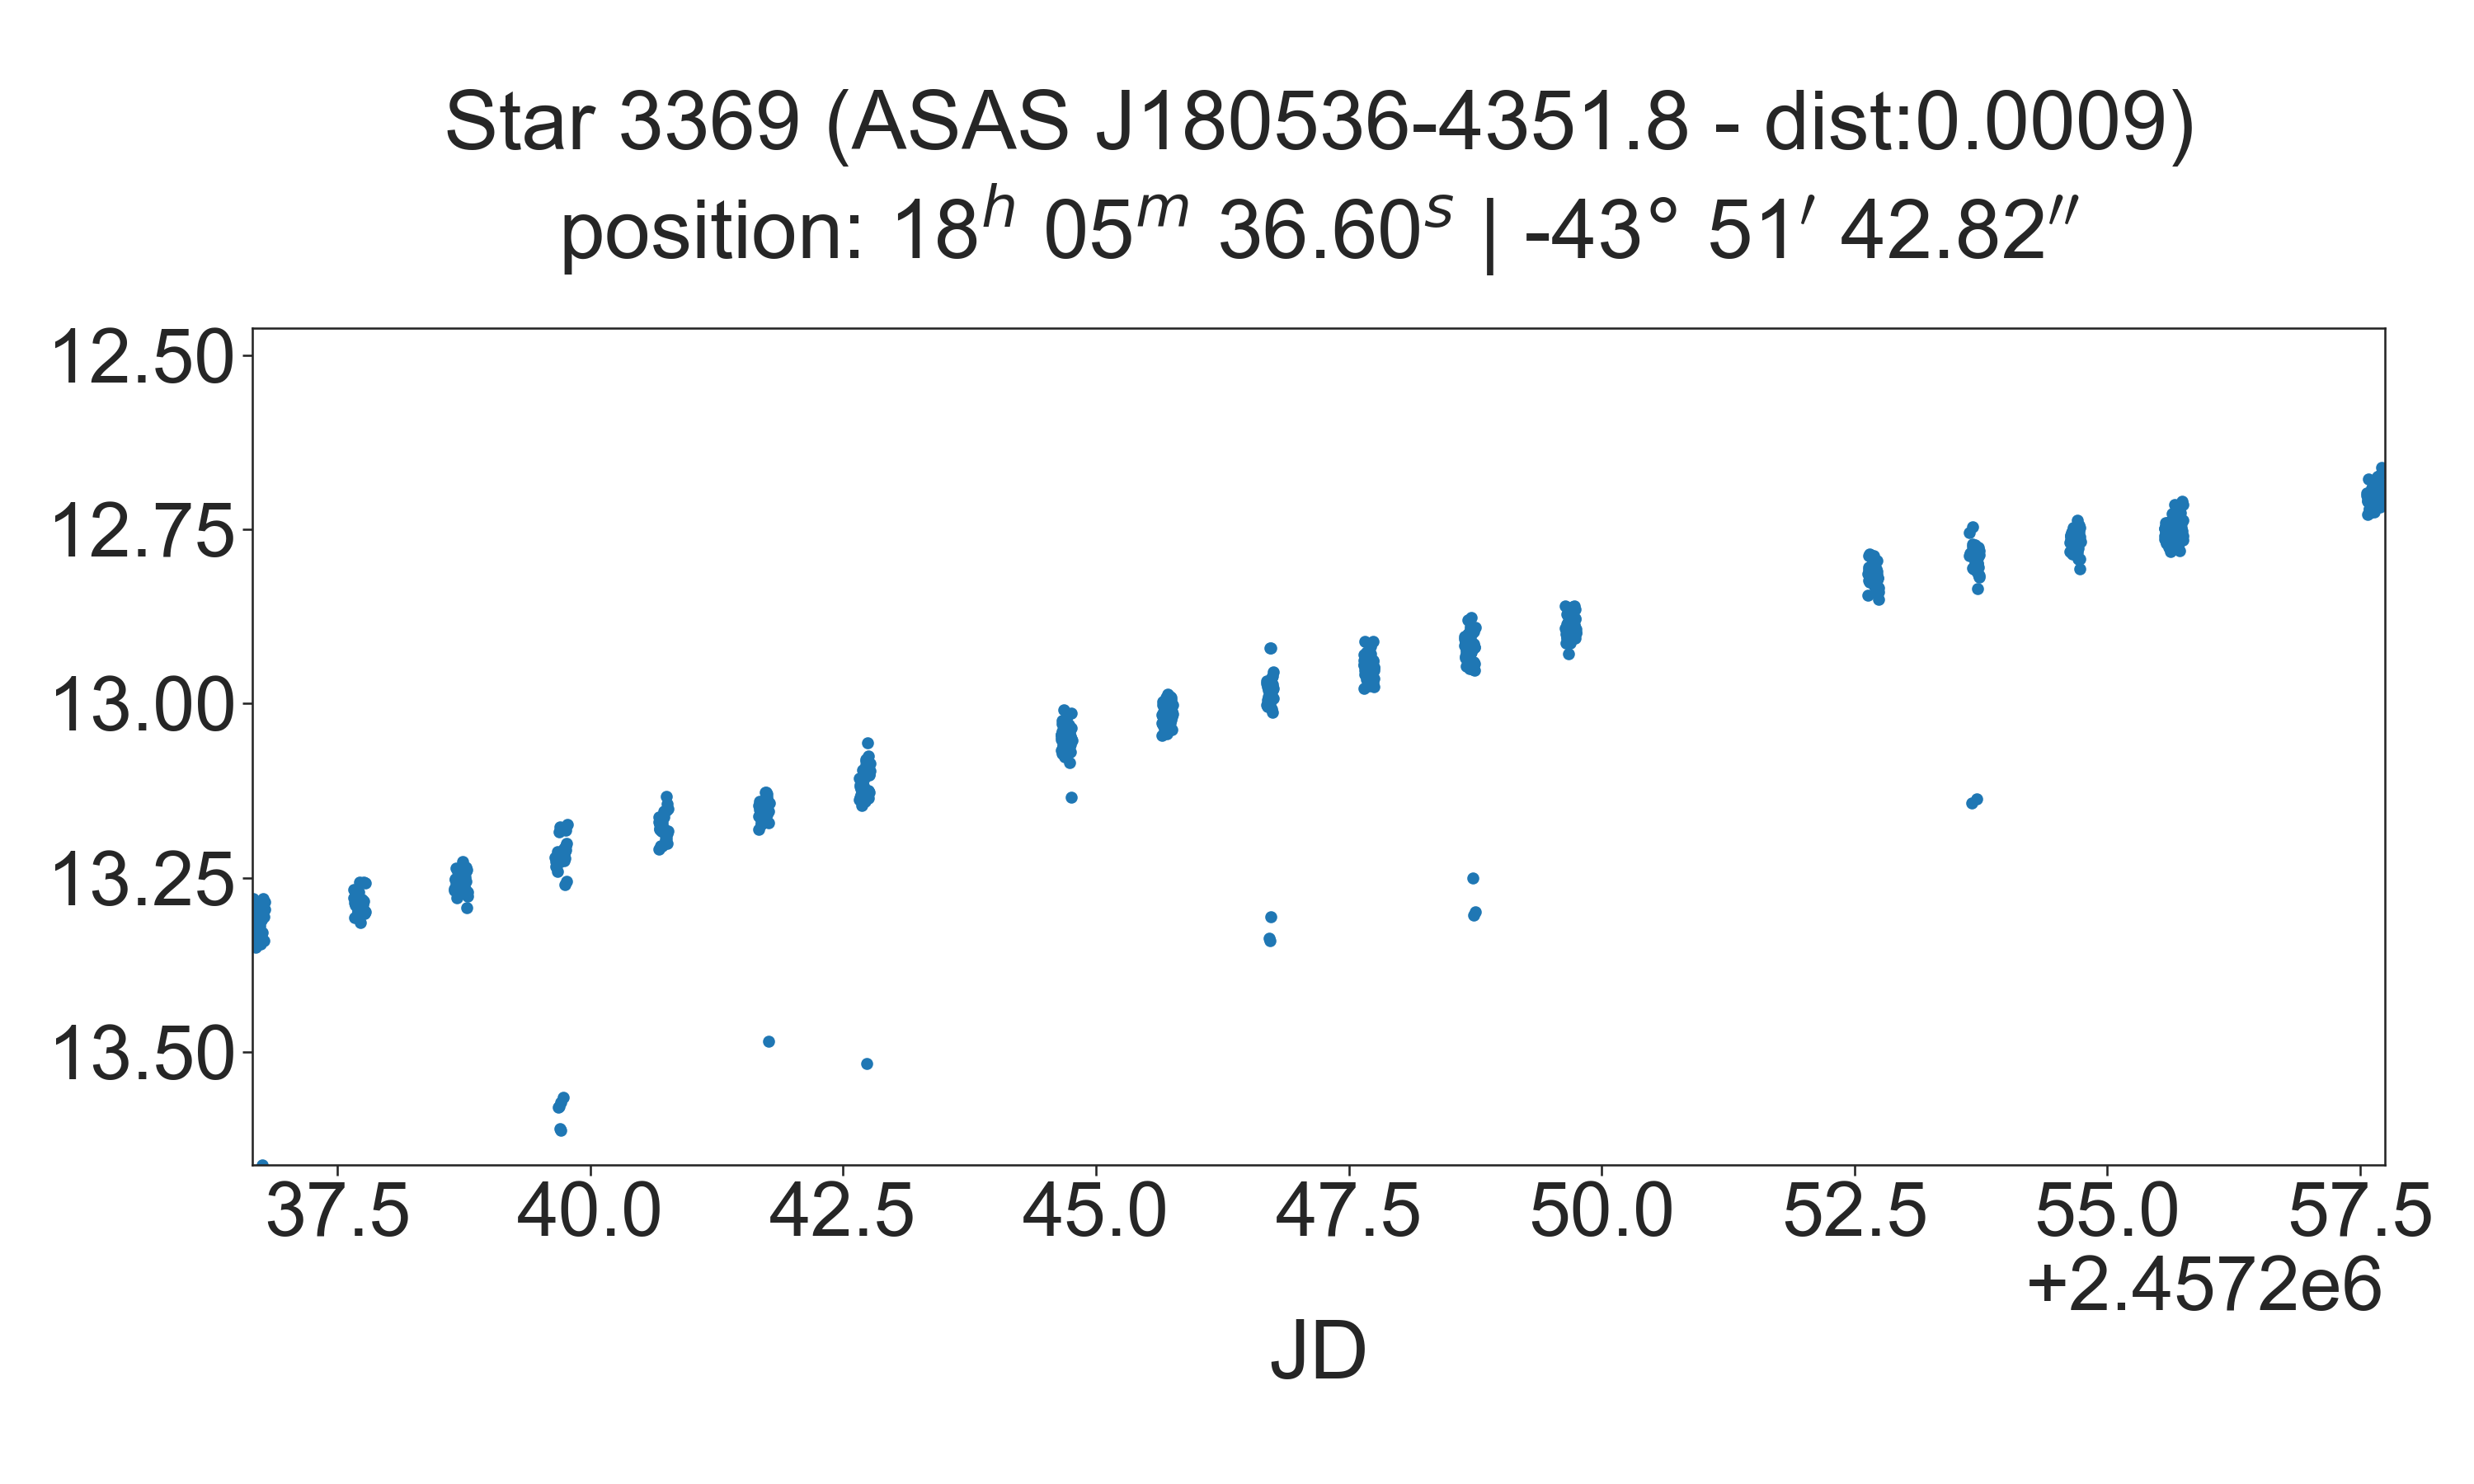 Star 3369 (ASAS J180536-4351.8 - dist:0.0009)
position: 18h 05m 36.60s | -43° 51′ 42.82″
12.50
12.75
13.00
13.25
13.50
37.5 40.0 42.5 45.0 47.5 50.0 52.5 55.0 57.5
+2.4572e6
JD